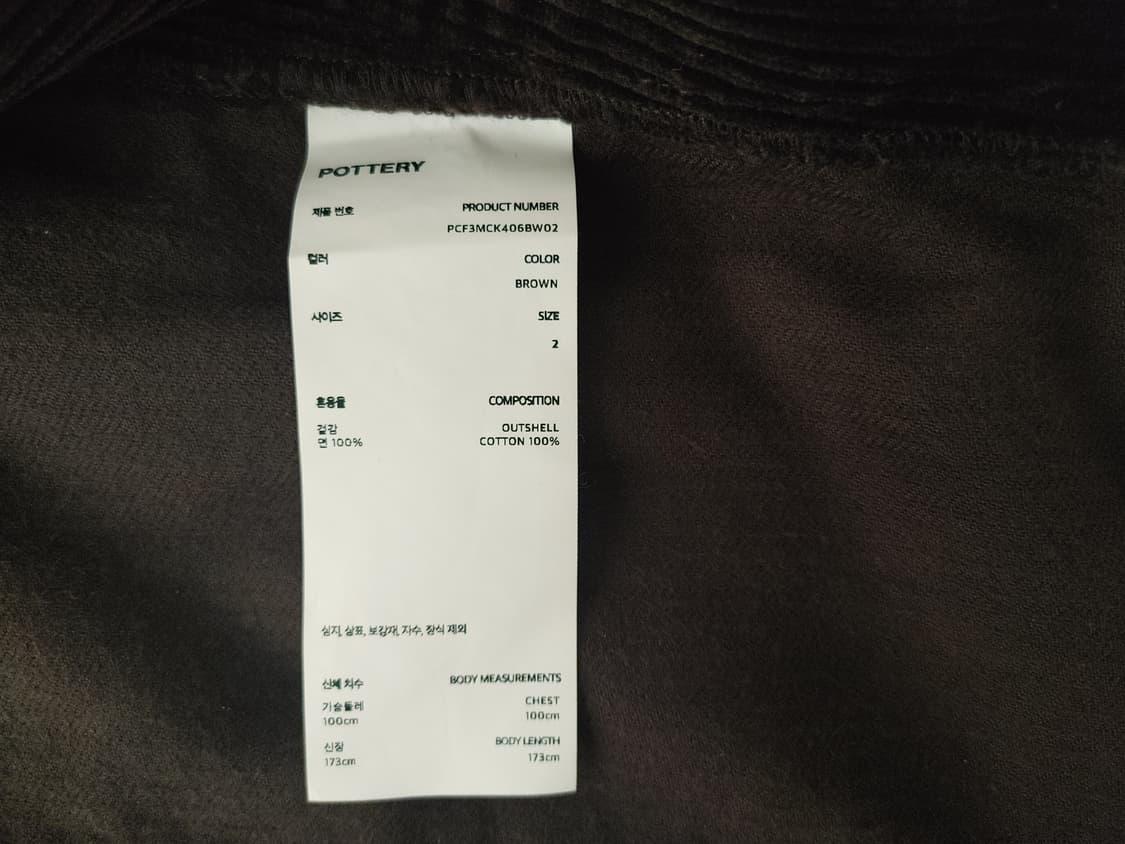 POTTERY
제품 번호 PRODUCT NUMBER
PCF3MCK406BW02
컬러 COLOR
BROWN
사이즈 SIZE
2
혼용율 COMPOSITION
겉감 OUTSHELL
면 100% COTTON 100%
심지, 상표, 보강재, 자수, 장식 제외
신체 치수 BODY MEASUREMENTS
가슴둘레 CHEST
100cm 100cm
신장 BODY LENGTH
173cm 173cm